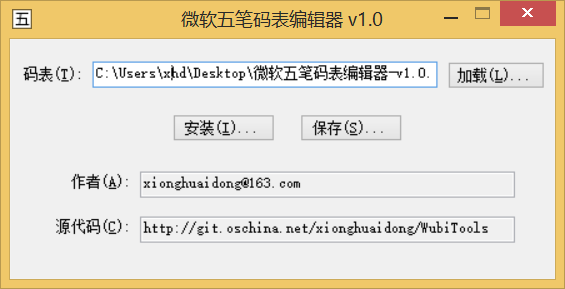 五 微软五笔码表编辑器 v1.0
码表(T): C:\Users\xhd\Desktop\微软五笔码表编辑器-v1.0. 加载(L)...
安装(I)... 保存(S)...
作者(A): xionghuaidong@163.com
源代码(C): http://git.oschina.net/xionghuaidong/WubiTools